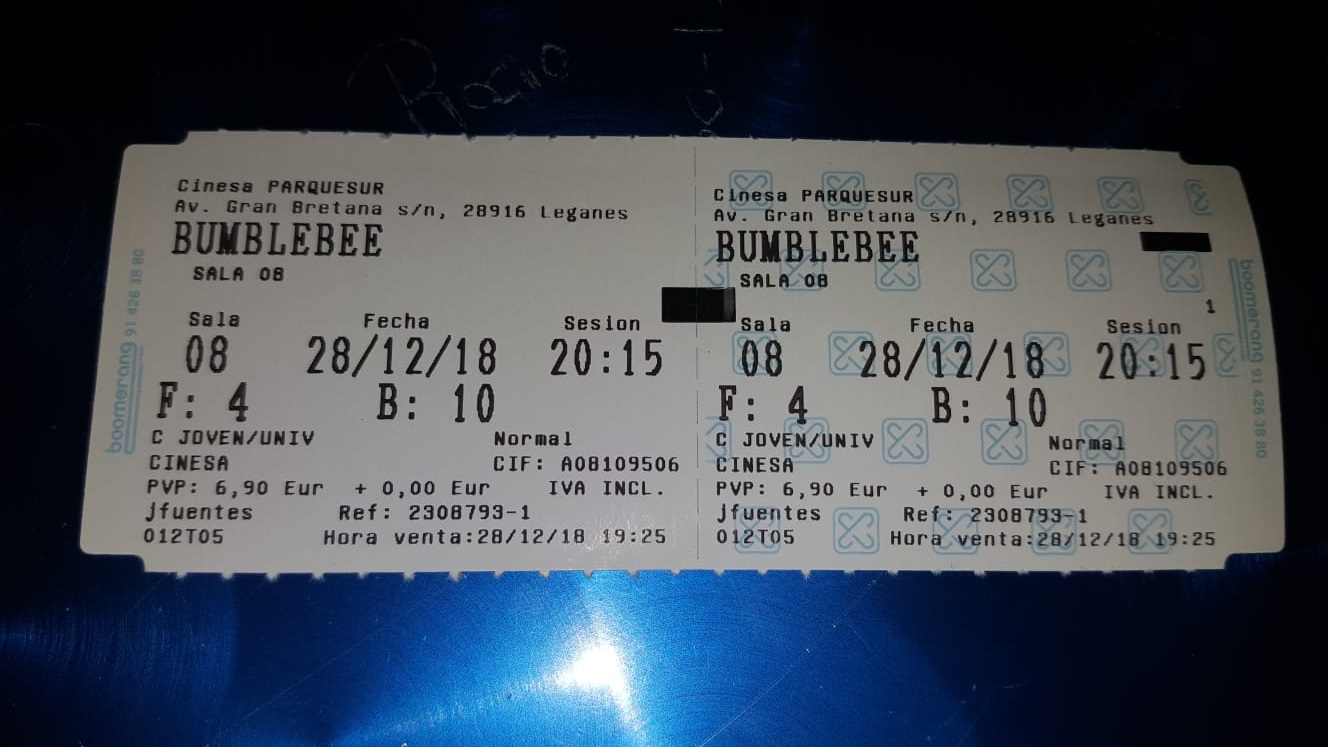 Rocio
Cinesa PARQUESUR
Av. Gran Bretana s/n, 28916 Leganes
BUMBLEBEE
SALA 08
Sala Fecha Sesion
08 28/12/18 20:15
F: 4 B: 10
C JOVEN/UNIV Normal
CINESA CIF: A08109506
PVP: 6,90 Eur + 0,00 Eur IVA INCL.
jfuentes Ref: 2308793-1
012T05 Hora venta:28/12/18 19:25
boomerang 91 426 38 80
Cinesa PARQUESUR
Av. Gran Bretana s/n, 28916 Leganes
BUMBLEBEE
SALA 08
1
Sala Fecha Sesion
08 28/12/18 20:15
F: 4 B: 10
C JOVEN/UNIV Normal
CINESA CIF: A08109506
PVP: 6,90 Eur + 0,00 Eur IVA INCL.
jfuentes Ref: 2308793-1
012T05 Hora venta:28/12/18 19:25
boomerang 91 426 38 80